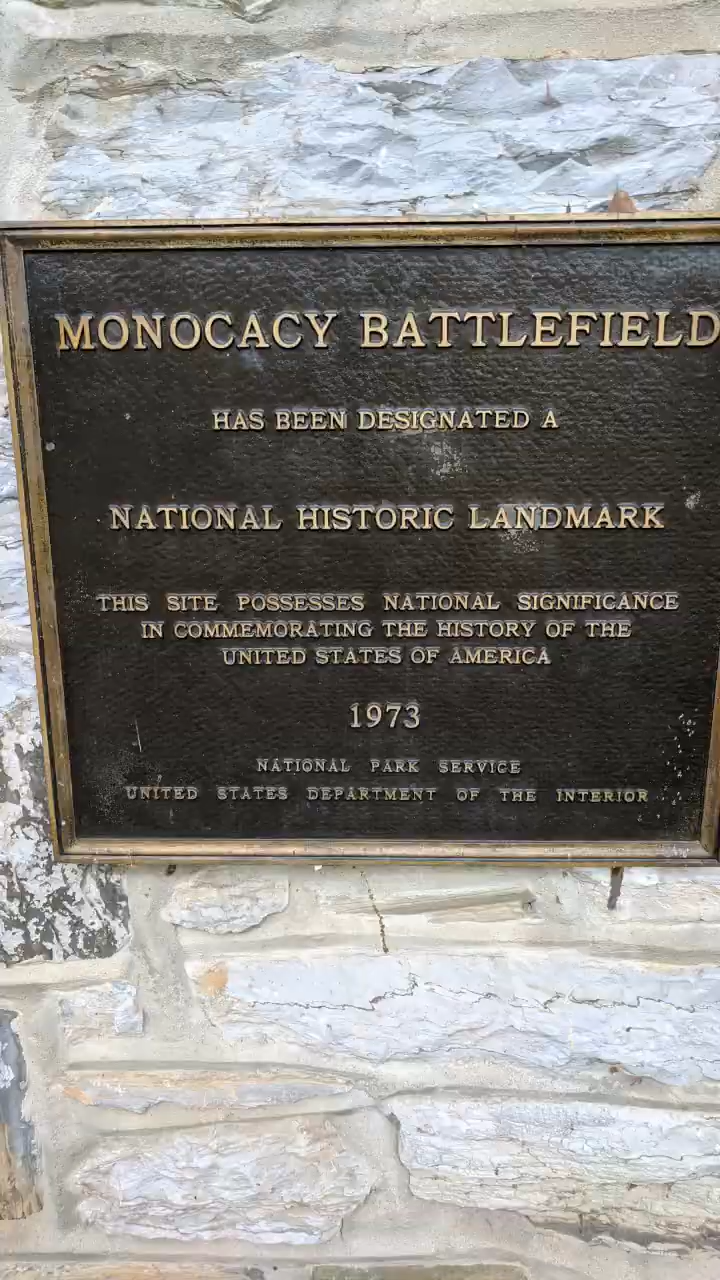 MONOCACY BATTLEFIELD
HAS BEEN DESIGNATED A
NATIONAL HISTORIC LANDMARK
THIS SITE POSSESSES NATIONAL SIGNIFICANCE
IN COMMEMORATING THE HISTORY OF THE
UNITED STATES OF AMERICA
1973
NATIONAL PARK SERVICE
UNITED STATES DEPARTMENT OF THE INTERIOR